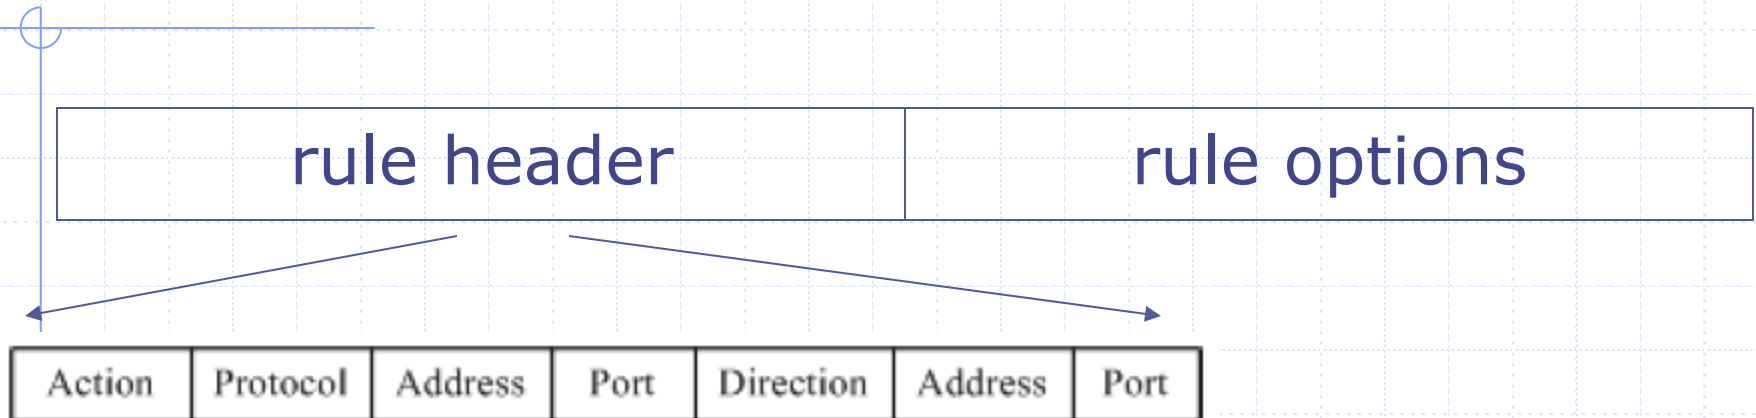 rule header rule options
Action Protocol Address Port Direction Address Port